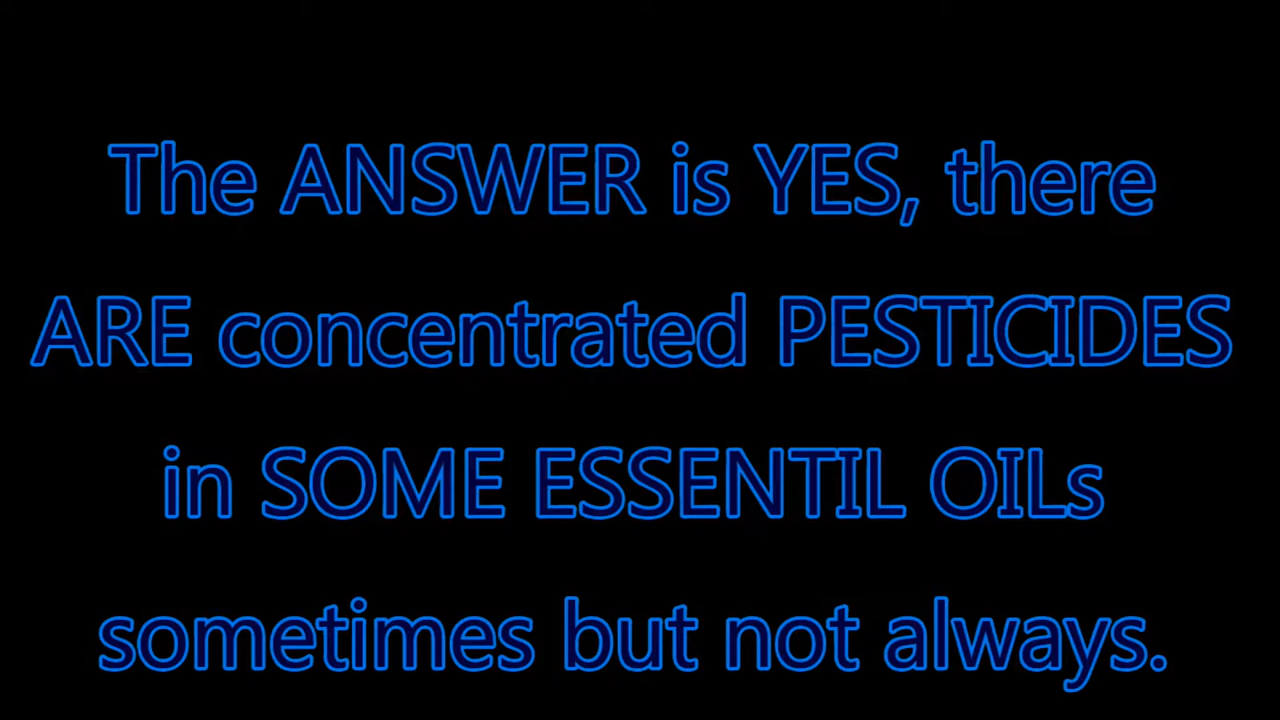 The ANSWER is YES, there
ARE concentrated PESTICIDES
in SOME ESSENTIL OILs
sometimes but not always.